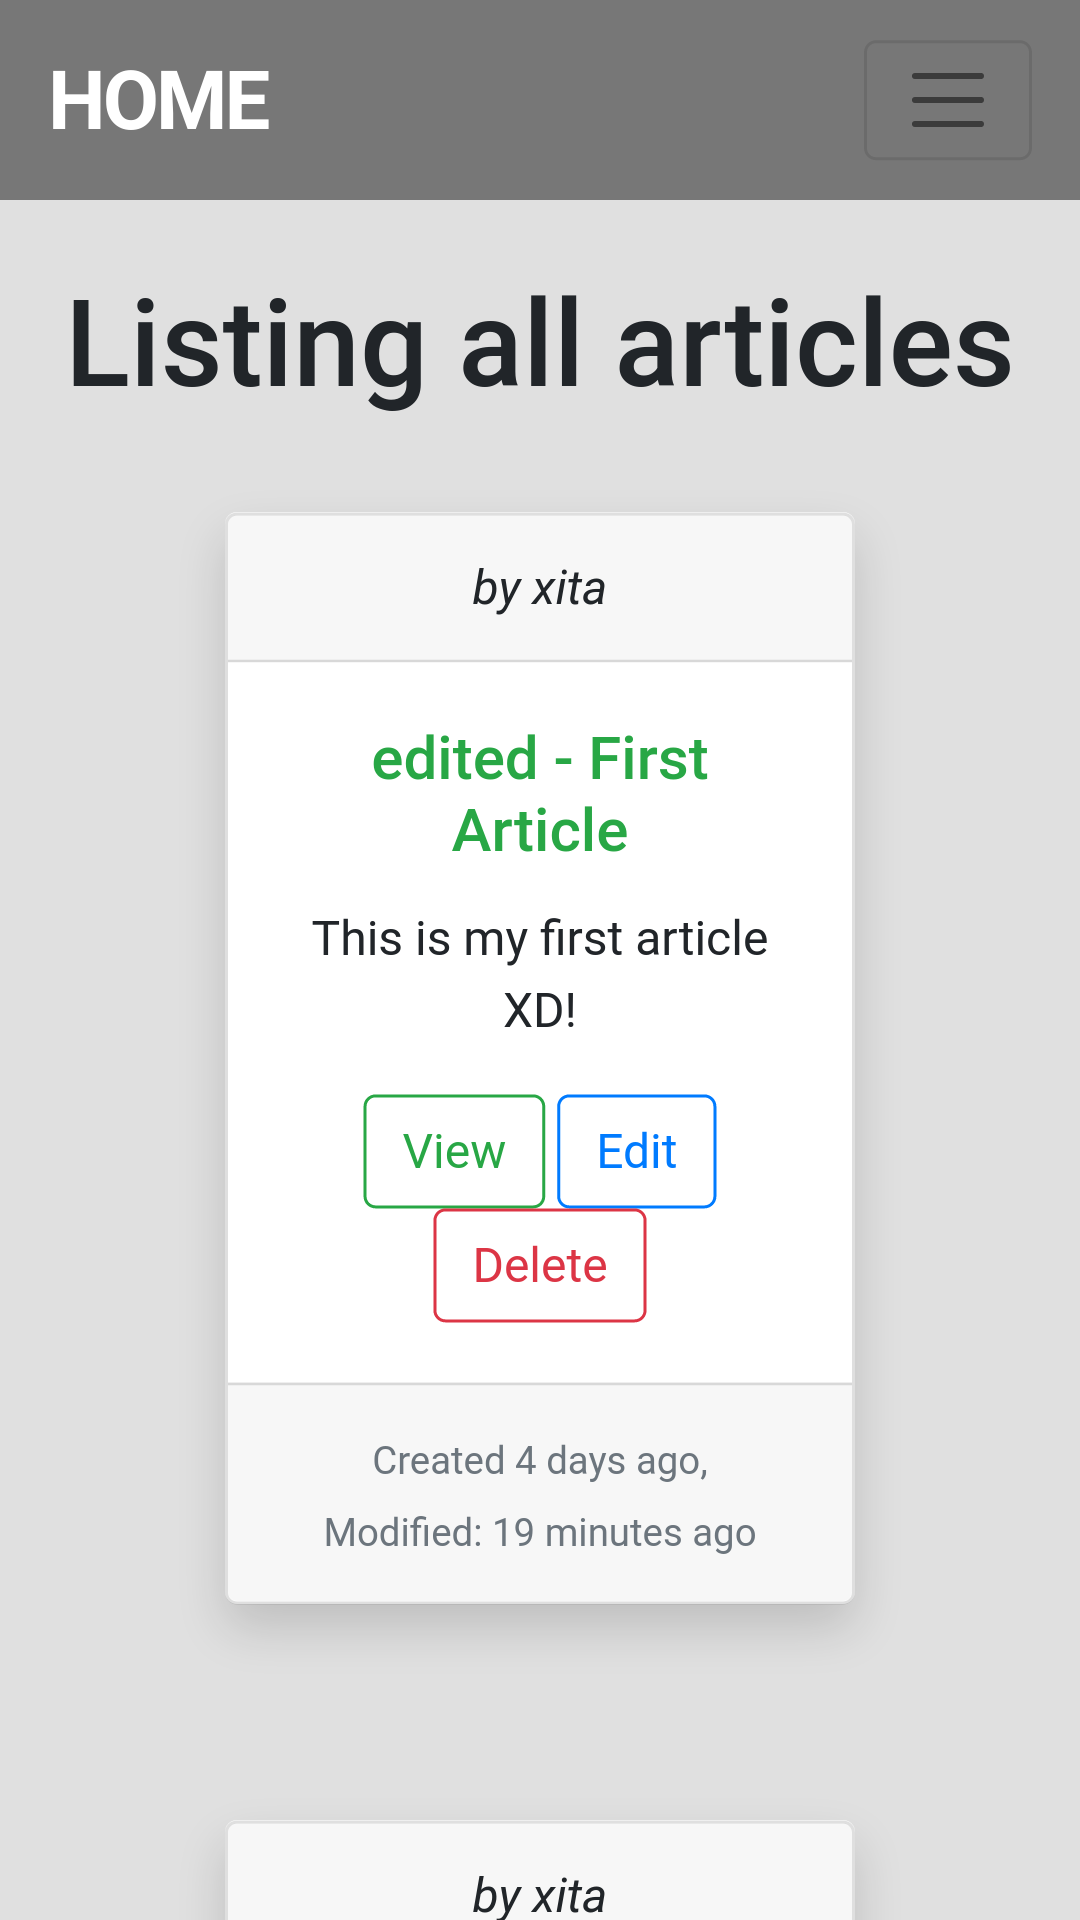 HOME
Listing all articles
by xita
edited - First
Article
This is my first article
XD!
View Edit
Delete
Created 4 days ago,
Modified: 19 minutes ago
by xita